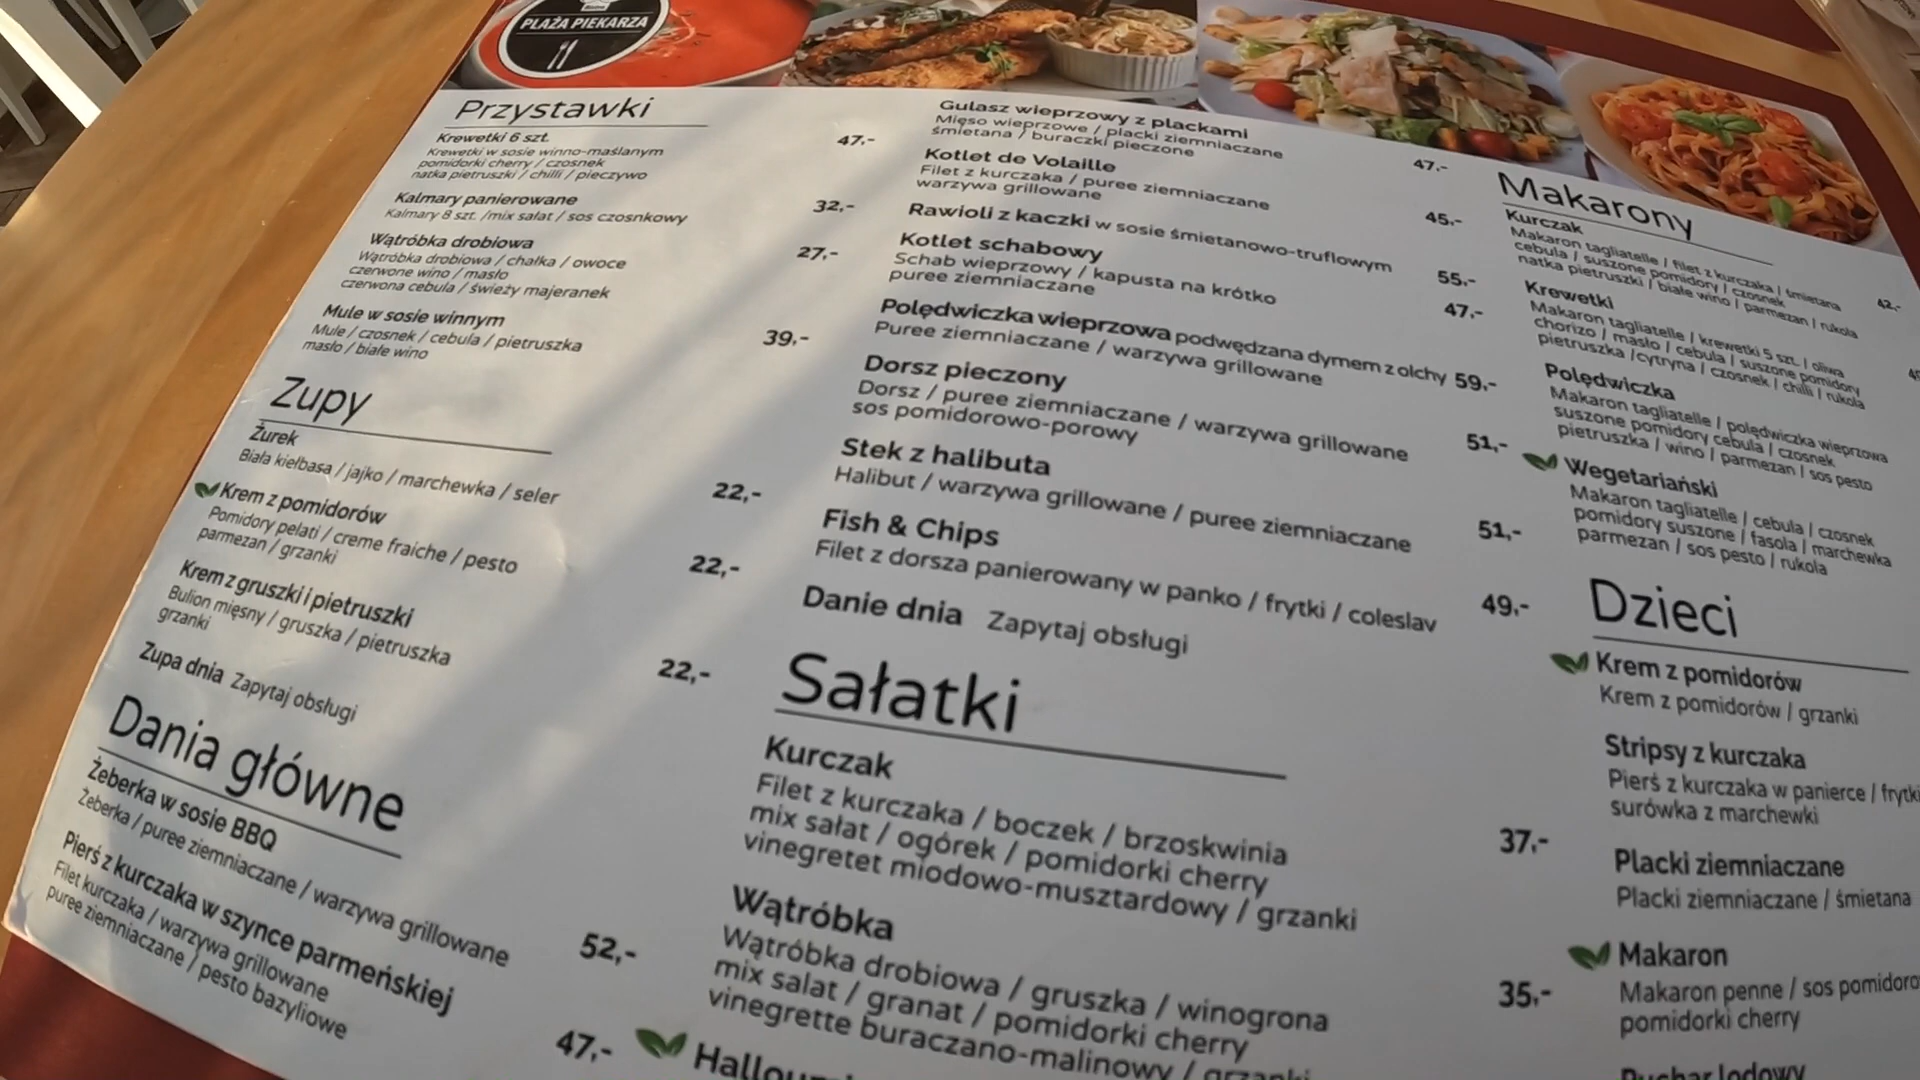 PLAŻA PIEKARZA
Przystawki
Krewetki 6 szt.
Krewetki w sosie winno-maślanym
pomidorki cherry / czosnek
natka pietruszki / chilli / pieczywo
47,-
Kalmary panierowane
Kalmary 8 szt. /mix sałat / sos czosnkowy
32,-
Wątróbka drobiowa
Wątróbka drobiowa / chałka / owoce
czerwone wino / masło
czerwona cebula / świeży majeranek
27,-
Mule w sosie winnym
Mule / czosnek / cebula / pietruszka
masło / białe wino
39,-
Zupy
Żurek
Biała kiełbasa / jajko / marchewka / seler
22,-
Krem z pomidorów
Pomidory pelati / creme fraiche / pesto
parmezan / grzanki
22,-
Krem z gruszki i pietruszki
Bulion mięsny / gruszka / pietruszka
grzanki
22,-
Zupa dnia Zapytaj obsługi
Dania główne
Żeberka w sosie BBQ
Żeberka / puree ziemniaczane / warzywa grillowane
52,-
Pierś z kurczaka w szynce parmeńskiej
Filet kurczaka / warzywa grillowane
puree ziemniaczane / pesto bazyliowe
47,-
Gulasz wieprzowy z plackami
Mięso wieprzowe / placki ziemniaczane
śmietana / buraczki pieczone
47,-
Kotlet de Volaille
Filet z kurczaka / puree ziemniaczane
warzywa grillowane
45,-
Rawioli z kaczki w sosie śmietanowo-truflowym
55,-
Kotlet schabowy
Schab wieprzowy / kapusta na krótko
puree ziemniaczane
47,-
Polędwiczka wieprzowa podwędzana dymem z olchy 59,-
Puree ziemniaczane / warzywa grillowane
Dorsz pieczony
Dorsz / puree ziemniaczane / warzywa grillowane
sos pomidorowo-porowy
51,-
Stek z halibuta
Halibut / warzywa grillowane / puree ziemniaczane
51,-
Fish & Chips
Filet z dorsza panierowany w panko / frytki / coleslav
49,-
Danie dnia Zapytaj obsługi
Sałatki
Kurczak
Filet z kurczaka / boczek / brzoskwinia
mix sałat / ogórek / pomidorki cherry
vinegretet miodowo-musztardowy / grzanki
37,-
Wątróbka
Wątróbka drobiowa / gruszka / winogrona
mix salat / granat / pomidorki cherry
vinegrette buraczano-malinowy / grzanki
35,-
Makarony
Kurczak
Makaron tagliatelle / filet z kurczaka / śmietana
cebula / suszone pomidory / czosnek
natka pietruszki / białe wino / parmezan / rukola
42,-
Krewetki
Makaron tagliatelle / krewetki 5 szt. / oliwa
chorizo / masło / cebula / suszone pomidory
pietruszka /cytryna / czosnek / chilli / rukola
Polędwiczka
Makaron tagliatelle / polędwiczka wieprzowa
suszone pomidory cebula / czosnek
pietruszka / wino / parmezan / sos pesto
Wegetariański
Makaron tagliatelle / cebula / czosnek
pomidory suszone / fasola / marchewka
parmezan / sos pesto / rukola
Dzieci
Krem z pomidorów
Krem z pomidorów / grzanki
Stripsy z kurczaka
Pierś z kurczaka w panierce / frytki
surówka z marchewki
Placki ziemniaczane
Placki ziemniaczane / śmietana
Makaron
Makaron penne / sos pomidoro
pomidorki cherry